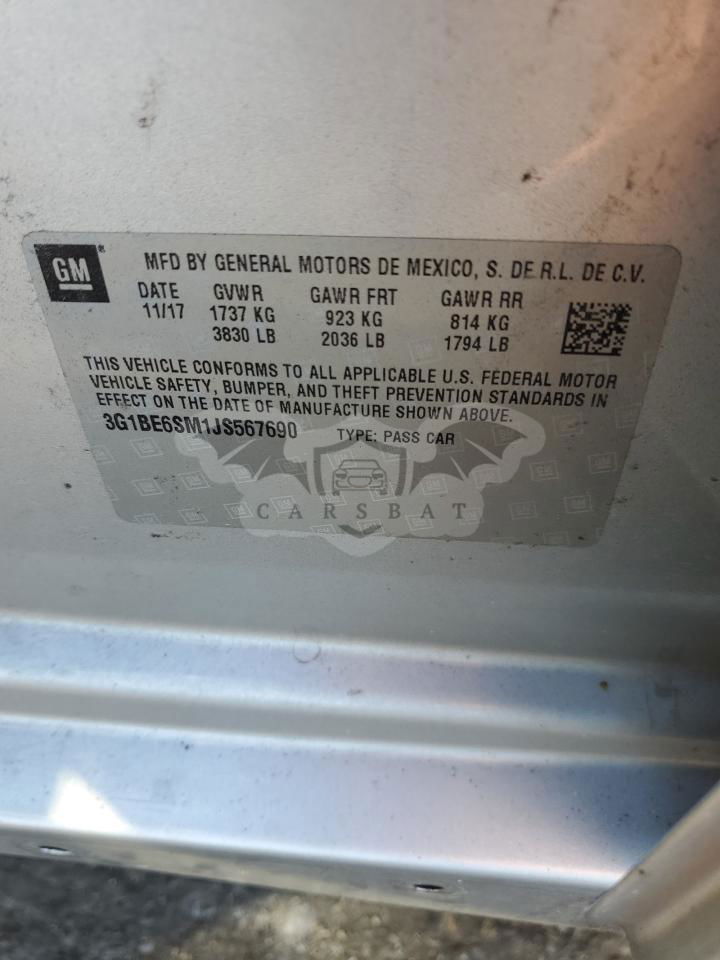 GM®
MFD BY GENERAL MOTORS DE MEXICO, S. DE R.L. DE C.V.
DATE GVWR GAWR FRT GAWR RR
11/17 1737 KG 923 KG 814 KG
3830 LB 2036 LB 1794 LB
THIS VEHICLE CONFORMS TO ALL APPLICABLE U.S. FEDERAL MOTOR
VEHICLE SAFETY, BUMPER, AND THEFT PREVENTION STANDARDS IN
EFFECT ON THE DATE OF MANUFACTURE SHOWN ABOVE.
3G1BE6SM1JS567690 TYPE: PASS CAR
CARSBAT